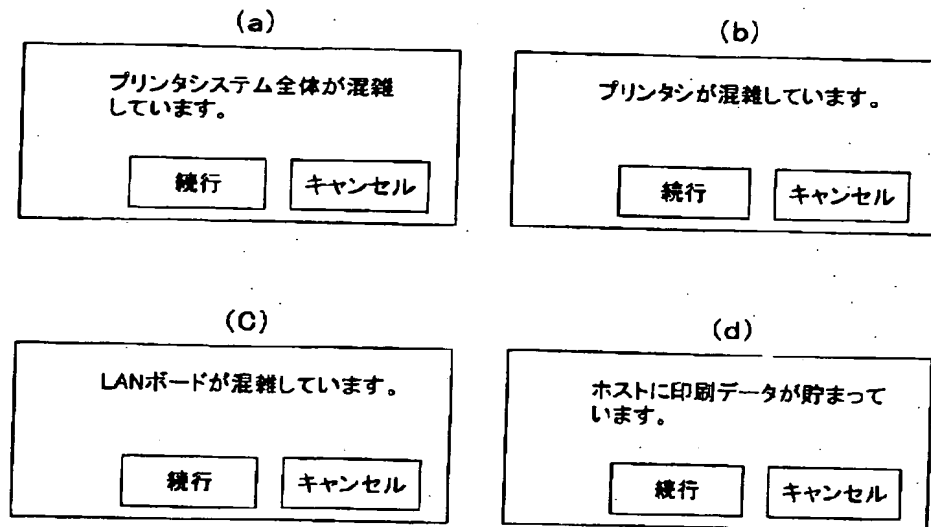 (a)
プリンタシステム全体が混雑
しています。
続行
キャンセル
(b)
プリンタシが混雑しています。
続行
キャンセル
(C)
LANボードが混雑しています。
続行
キャンセル
(d)
ホストに印刷データが貯まって
います。
続行
キャンセル